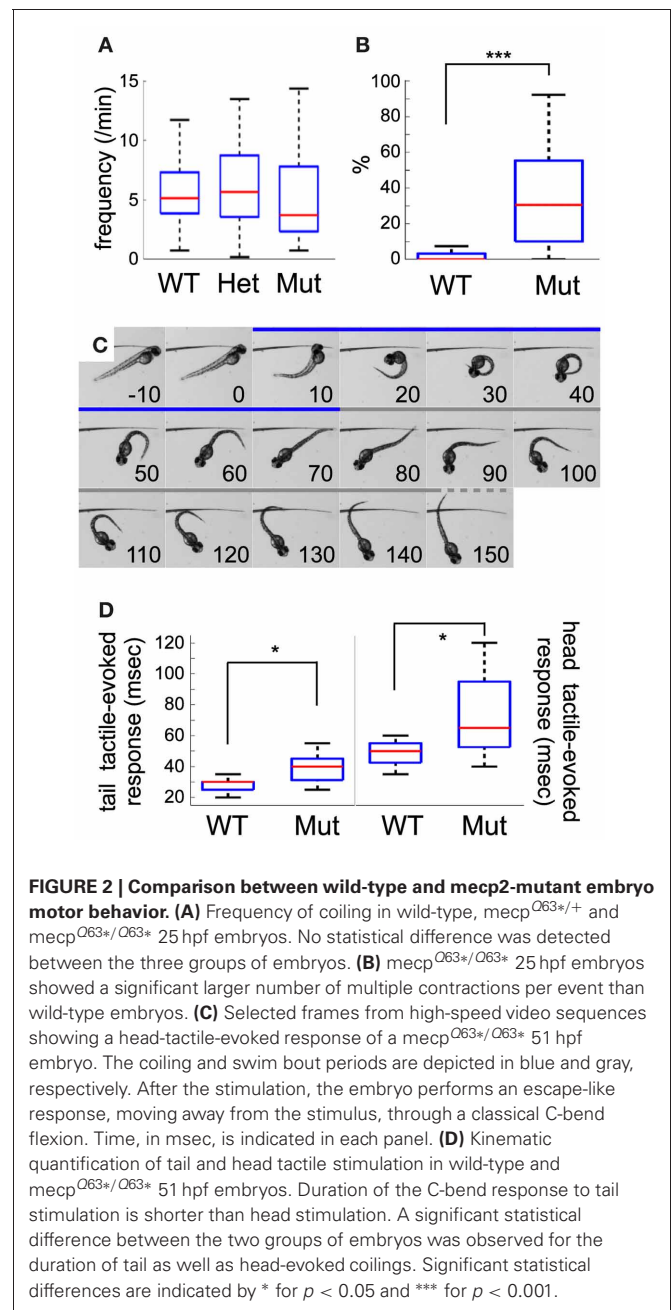 A
B
frequency (/min)
15
10
5
0
WT Het Mut
%
100
80
60
40
20
0
***
WT Mut
C
-10 0 10 20 30 40
50 60 70 80 90 100
110 120 130 140 150
D
tail tactile-evoked
response (msec)
120
100
80
60
40
20
*
*
WT Mut WT Mut
head tactile-evoked
response (msec)
FIGURE 2 | Comparison between wild-type and mecp2-mutant embryo
motor behavior. (A) Frequency of coiling in wild-type, mecp^Q63*/+ and
mecp^Q63*/Q63* 25 hpf embryos. No statistical difference was detected
between the three groups of embryos. (B) mecp^Q63*/Q63* 25 hpf embryos
showed a significant larger number of multiple contractions per event than
wild-type embryos. (C) Selected frames from high-speed video sequences
showing a head-tactile-evoked response of a mecp^Q63*/Q63* 51 hpf
embryo. The coiling and swim bout periods are depicted in blue and gray,
respectively. After the stimulation, the embryo performs an escape-like
response, moving away from the stimulus, through a classical C-bend
flexion. Time, in msec, is indicated in each panel. (D) Kinematic
quantification of tail and head tactile stimulation in wild-type and
mecp^Q63*/Q63* 51 hpf embryos. Duration of the C-bend response to tail
stimulation is shorter than head stimulation. A significant statistical
difference between the two groups of embryos was observed for the
duration of tail as well as head-evoked coilings. Significant statistical
differences are indicated by * for p < 0.05 and *** for p < 0.001.